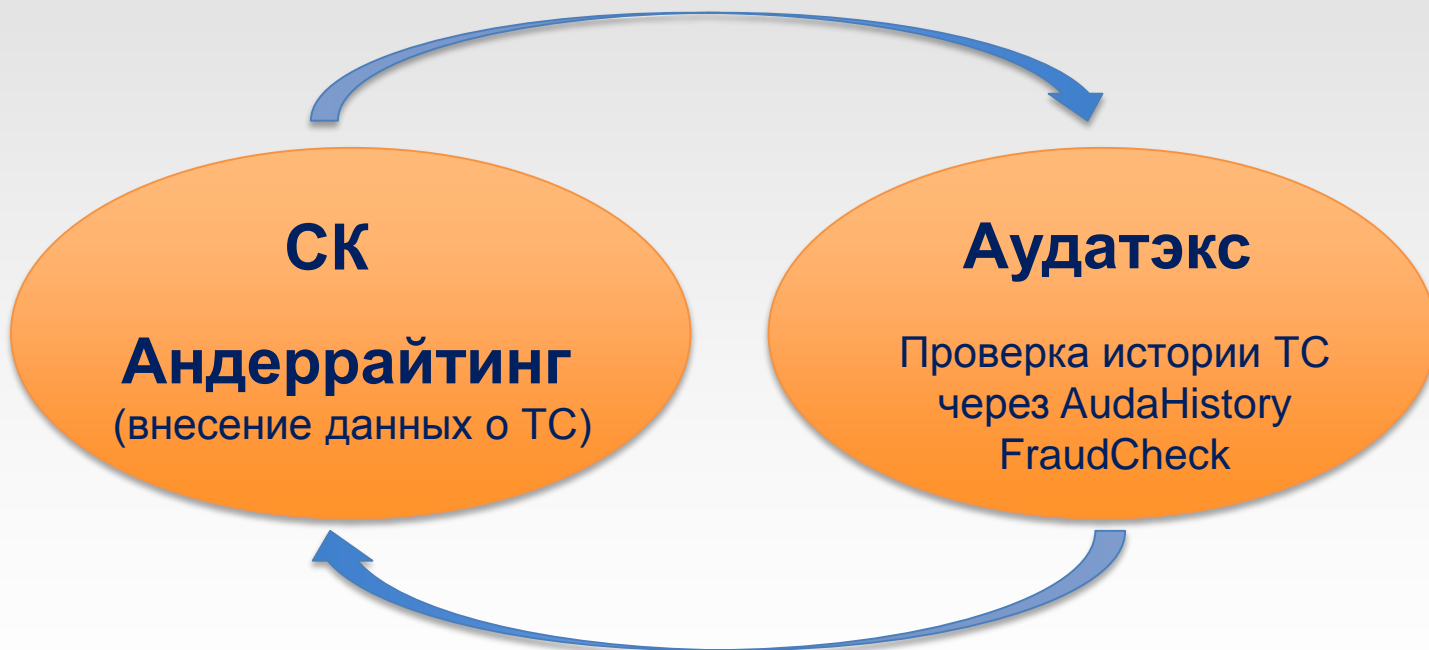 СК
Андеррайтинг
(внесение данных о ТС)
Аудатэкс
Проверка истории ТС
через AudaHistory
FraudCheck